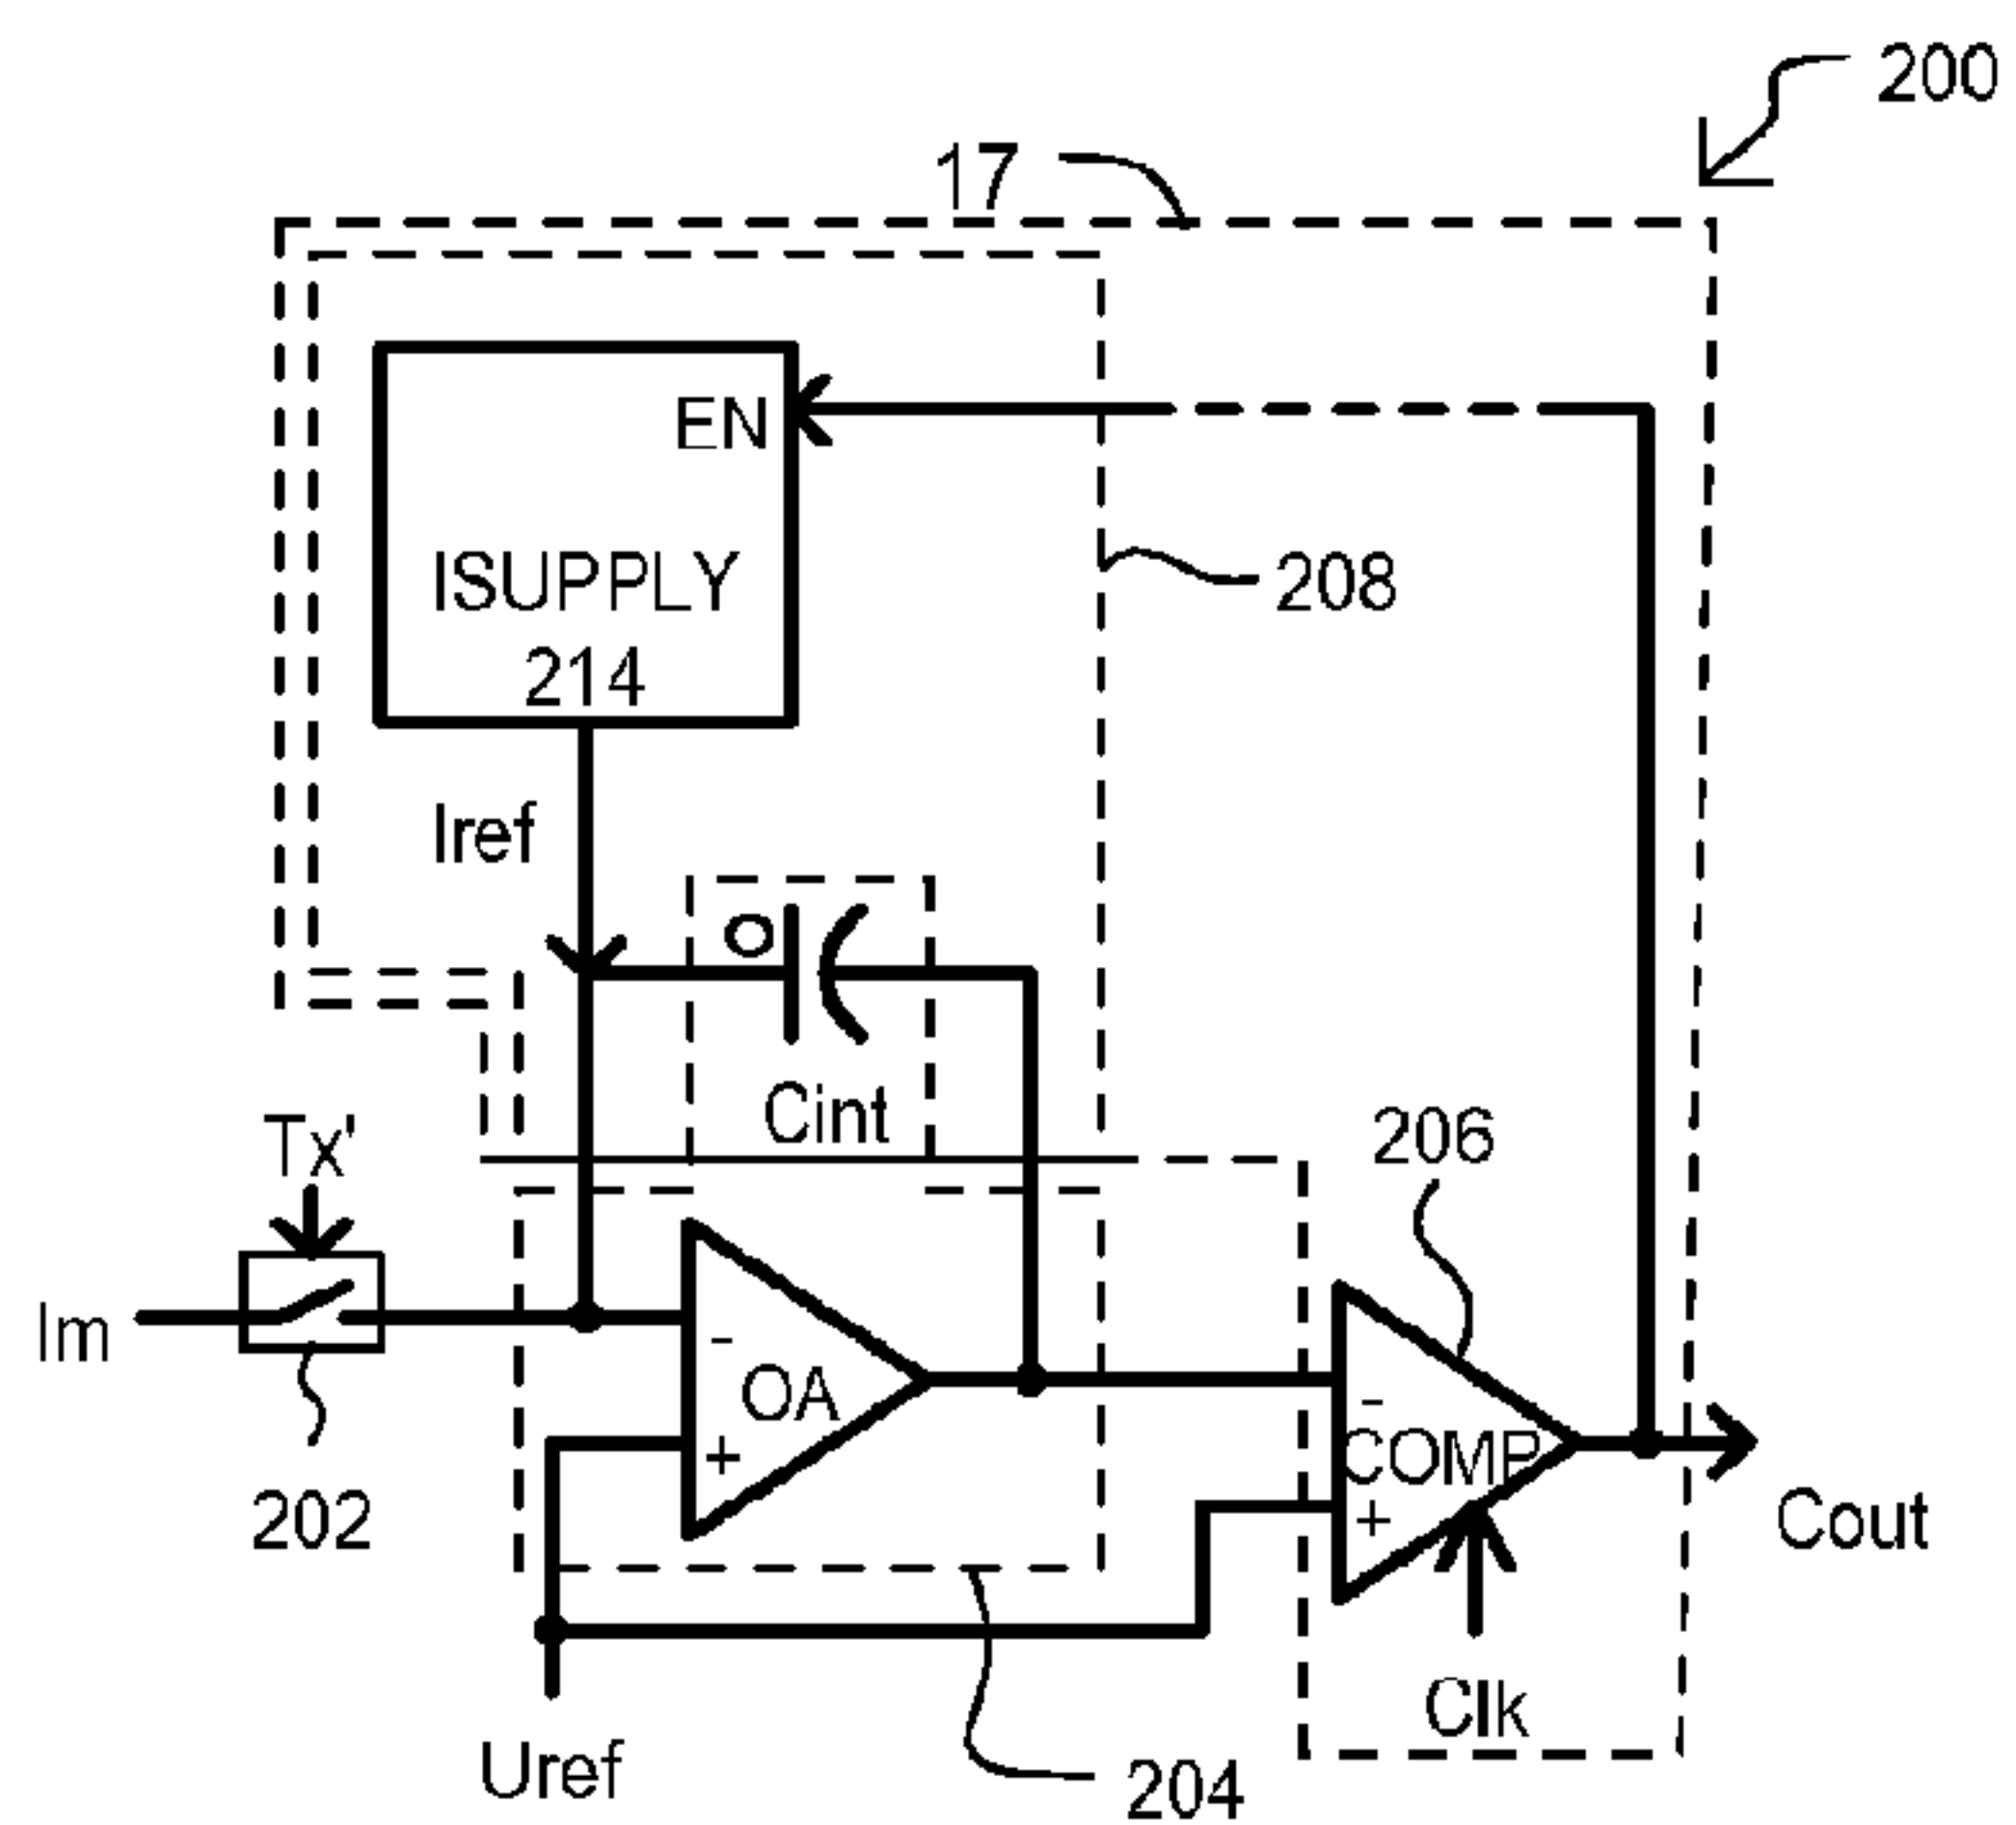 200
17
EN
ISUPPLY
214
208
Iref
O
Cint
Tx'
206
Im
-
OA
+
-
COMP
+
202
Cout
Clk
Uref
204